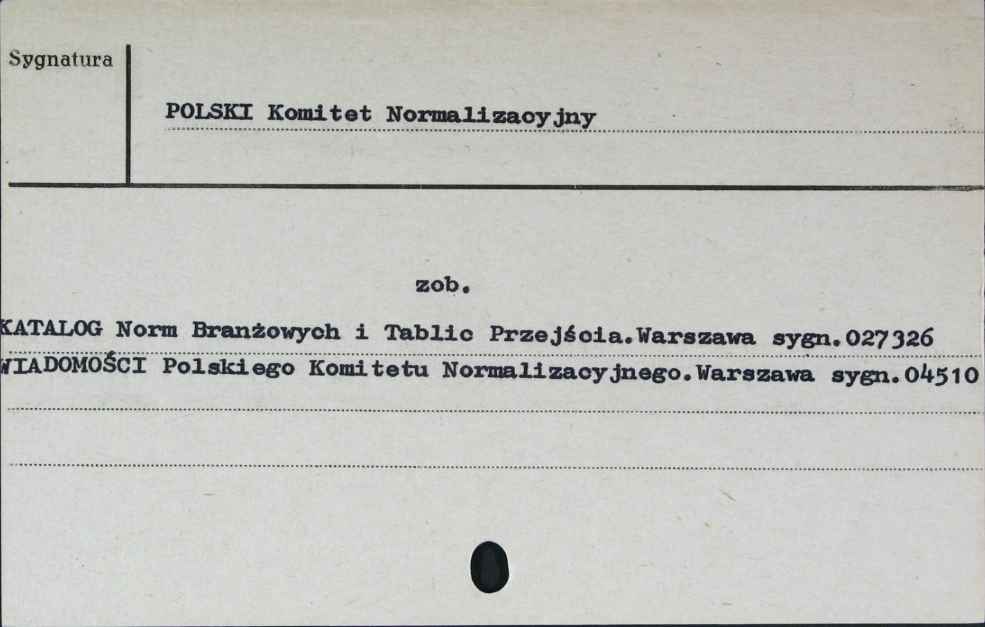 Sygnatura
POLSKI Komitet Normalizacyjny
zob.
KATALOG Norm Branżowych i Tablic Przejścia.Warszawa sygn.027326
WIADOMOŚCI Polskiego Komitetu Normalizacyjnego.Warszawa sygn.04510